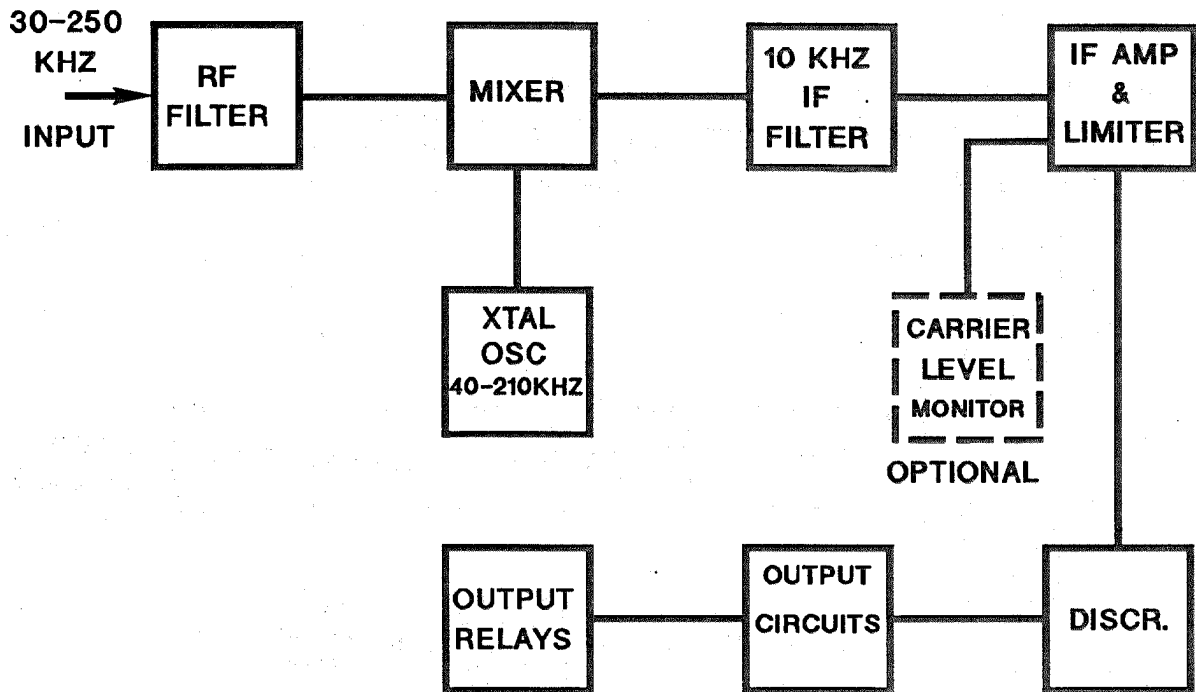 30-250
KHZ
INPUT
RF
FILTER
MIXER
10 KHZ
IF
FILTER
IF AMP
&
LIMITER
XTAL
OSC
40-210KHZ
CARRIER
LEVEL
MONITOR
OPTIONAL
OUTPUT
RELAYS
OUTPUT
CIRCUITS
DISCR.